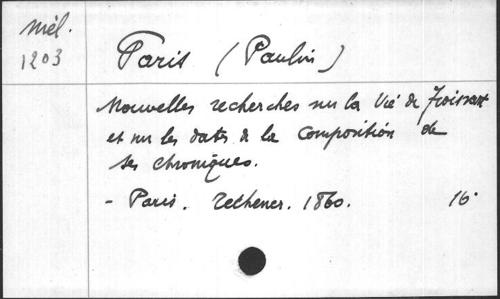 Mél.
1203
Paris (Paulin)
Nouvelles recherches sur la Vie de Froissart
et sur les dates de la Composition de
ses chroniques.
- Paris. Techener. 1860. 16°